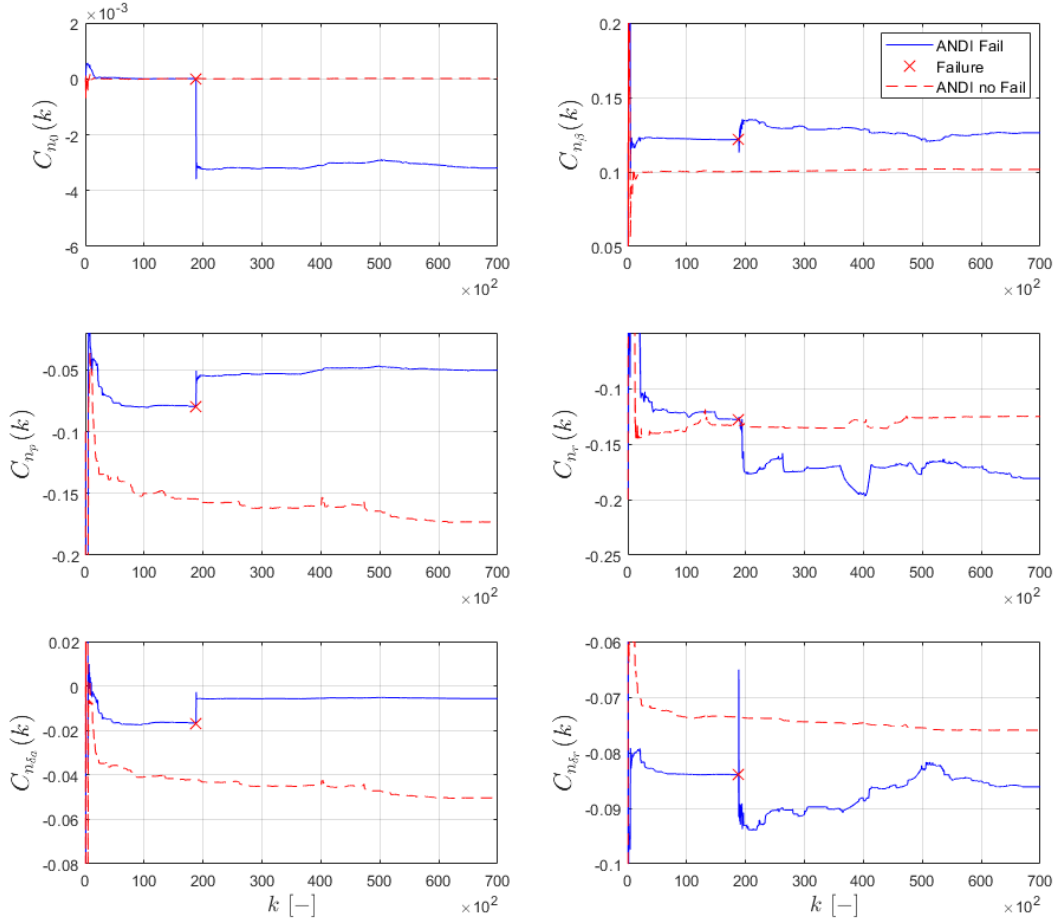 ×10⁻³
2
0
-2
-4
-6
C_{n_0}(k)
0 100 200 300 400 500 600 700
×10²
0.2
0.15
0.1
0.05
C_{n_β}(k)
ANDI Fail
Failure
ANDI no Fail
0 100 200 300 400 500 600 700
×10²
-0.05
-0.1
-0.15
-0.2
C_{n_p}(k)
0 100 200 300 400 500 600 700
×10²
-0.1
-0.15
-0.2
-0.25
C_{n_r}(k)
0 100 200 300 400 500 600 700
×10²
0.02
0
-0.02
-0.04
-0.06
-0.08
C_{n_{δa}}(k)
0 100 200 300 400 500 600 700
k [−]
×10²
-0.06
-0.07
-0.08
-0.09
-0.1
C_{n_{δr}}(k)
0 100 200 300 400 500 600 700
k [−]
×10²